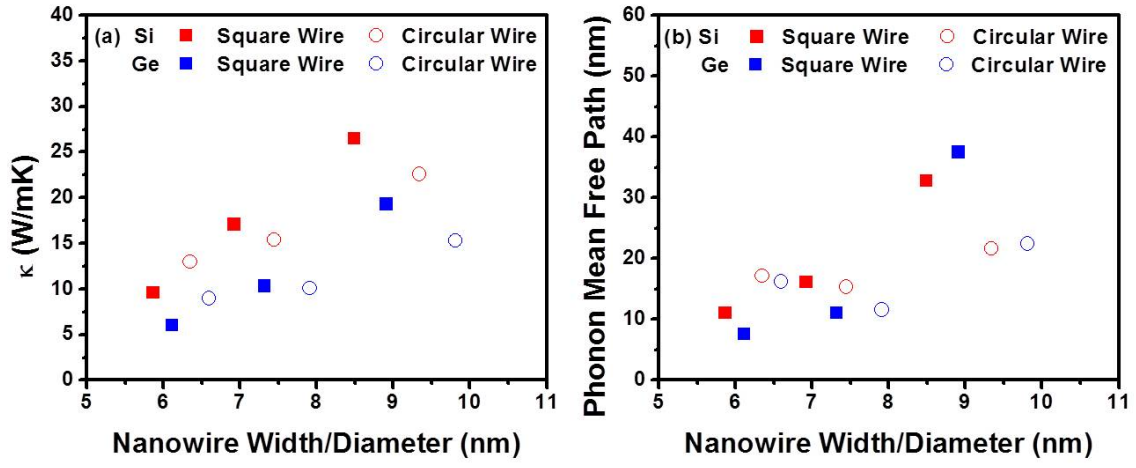 (a) Si Square Wire Circular Wire
Ge Square Wire Circular Wire
κ (W/mK)
40
35
30
25
20
15
10
5
0
5 6 7 8 9 10 11
Nanowire Width/Diameter (nm)
(b) Si Square Wire Circular Wire
Ge Square Wire Circular Wire
Phonon Mean Free Path (nm)
60
50
40
30
20
10
0
5 6 7 8 9 10 11
Nanowire Width/Diameter (nm)